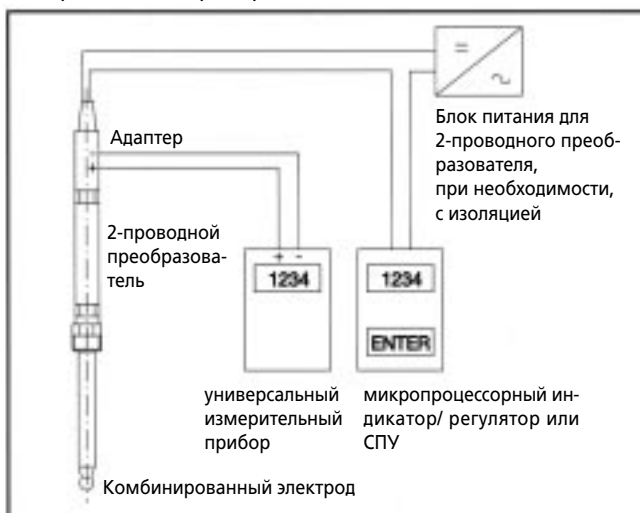 =
~
Блок питания для
2-проводного преоб-
разователя,
при необходимости,
с изоляцией
Адаптер
2-проводной
преобразова-
тель
+ -
1234
1234
ENTER
универсальный
измерительный
прибор
микропроцессорный ин-
дикатор/ регулятор или
СПУ
Комбинированный электрод